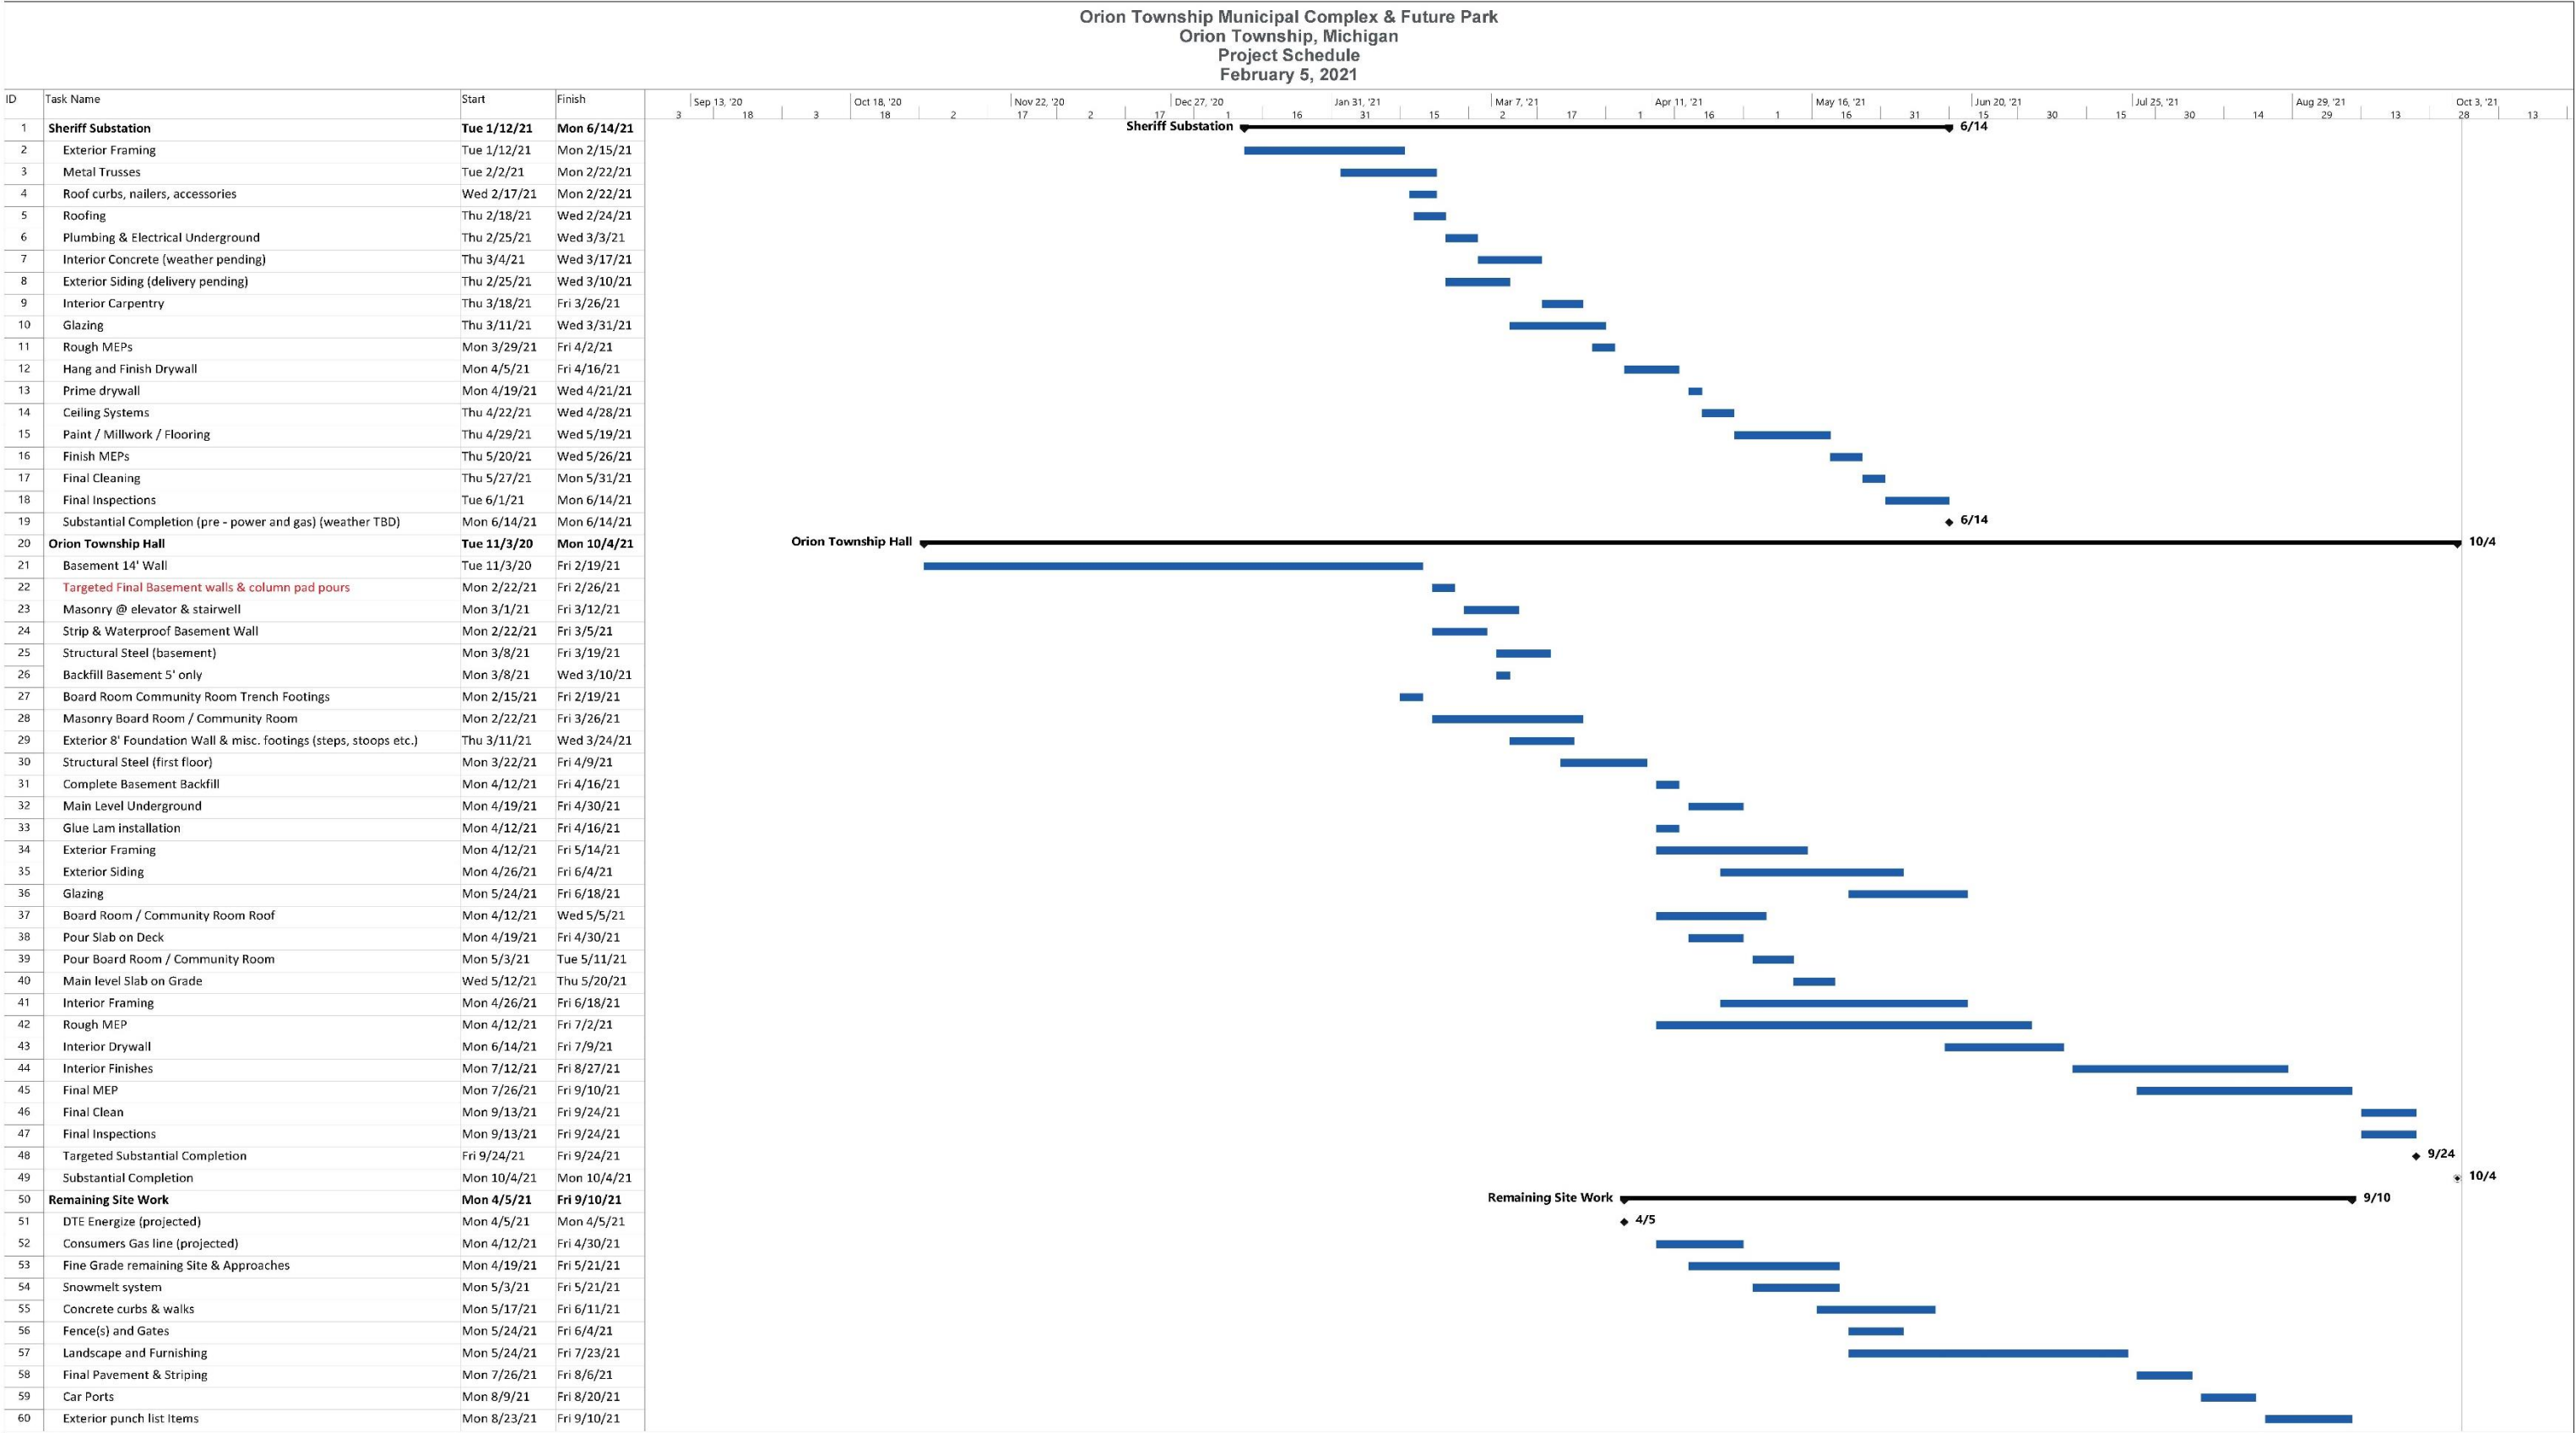 Orion Township Municipal Complex & Future Park
Orion Township, Michigan
Project Schedule
February 5, 2021
ID Task Name Start Finish Sep 13, '20 Oct 18, '20 Nov 22, '20 Dec 27, '20 Jan 31, '21 Mar 7, '21 Apr 11, '21 May 16, '21 Jun 20, '21 Jul 25, '21 Aug 29, '21 Oct 3, '21
3 18 3 18 2 17 2 17 1 16 31 15 2 17 1 16 1 16 31 15 30 15 30 14 29 13 28 13
1 Sheriff Substation Tue 1/12/21 Mon 6/14/21 Sheriff Substation 6/14
2 Exterior Framing Tue 1/12/21 Mon 2/15/21
3 Metal Trusses Tue 2/2/21 Mon 2/22/21
4 Roof curbs, nailers, accessories Wed 2/17/21 Mon 2/22/21
5 Roofing Thu 2/18/21 Wed 2/24/21
6 Plumbing & Electrical Underground Thu 2/25/21 Wed 3/3/21
7 Interior Concrete (weather pending) Thu 3/4/21 Wed 3/17/21
8 Exterior Siding (delivery pending) Thu 2/25/21 Wed 3/10/21
9 Interior Carpentry Thu 3/18/21 Fri 3/26/21
10 Glazing Thu 3/11/21 Wed 3/31/21
11 Rough MEPs Mon 3/29/21 Fri 4/2/21
12 Hang and Finish Drywall Mon 4/5/21 Fri 4/16/21
13 Prime drywall Mon 4/19/21 Wed 4/21/21
14 Ceiling Systems Thu 4/22/21 Wed 4/28/21
15 Paint / Millwork / Flooring Thu 4/29/21 Wed 5/19/21
16 Finish MEPs Thu 5/20/21 Wed 5/26/21
17 Final Cleaning Thu 5/27/21 Mon 5/31/21
18 Final Inspections Tue 6/1/21 Mon 6/14/21
19 Substantial Completion (pre - power and gas) (weather TBD) Mon 6/14/21 Mon 6/14/21 6/14
20 Orion Township Hall Tue 11/3/20 Mon 10/4/21 Orion Township Hall 10/4
21 Basement 14' Wall Tue 11/3/20 Fri 2/19/21
22 Targeted Final Basement walls & column pad pours Mon 2/22/21 Fri 2/26/21
23 Masonry @ elevator & stairwell Mon 3/1/21 Fri 3/12/21
24 Strip & Waterproof Basement Wall Mon 2/22/21 Fri 3/5/21
25 Structural Steel (basement) Mon 3/8/21 Fri 3/19/21
26 Backfill Basement 5' only Mon 3/8/21 Wed 3/10/21
27 Board Room Community Room Trench Footings Mon 2/15/21 Fri 2/19/21
28 Masonry Board Room / Community Room Mon 2/22/21 Fri 3/26/21
29 Exterior 8' Foundation Wall & misc. footings (steps, stoops etc.) Thu 3/11/21 Wed 3/24/21
30 Structural Steel (first floor) Mon 3/22/21 Fri 4/9/21
31 Complete Basement Backfill Mon 4/12/21 Fri 4/16/21
32 Main Level Underground Mon 4/19/21 Fri 4/30/21
33 Glue Lam installation Mon 4/12/21 Fri 4/16/21
34 Exterior Framing Mon 4/12/21 Fri 5/14/21
35 Exterior Siding Mon 4/26/21 Fri 6/4/21
36 Glazing Mon 5/24/21 Fri 6/18/21
37 Board Room / Community Room Roof Mon 4/12/21 Wed 5/5/21
38 Pour Slab on Deck Mon 4/19/21 Fri 4/30/21
39 Pour Board Room / Community Room Mon 5/3/21 Tue 5/11/21
40 Main level Slab on Grade Wed 5/12/21 Thu 5/20/21
41 Interior Framing Mon 4/26/21 Fri 6/18/21
42 Rough MEP Mon 4/12/21 Fri 7/2/21
43 Interior Drywall Mon 6/14/21 Fri 7/9/21
44 Interior Finishes Mon 7/12/21 Fri 8/27/21
45 Final MEP Mon 7/26/21 Fri 9/10/21
46 Final Clean Mon 9/13/21 Fri 9/24/21
47 Final Inspections Mon 9/13/21 Fri 9/24/21
48 Targeted Substantial Completion Fri 9/24/21 Fri 9/24/21 9/24
49 Substantial Completion Mon 10/4/21 Mon 10/4/21 10/4
50 Remaining Site Work Mon 4/5/21 Fri 9/10/21 Remaining Site Work 9/10
51 DTE Energize (projected) Mon 4/5/21 Mon 4/5/21 4/5
52 Consumers Gas line (projected) Mon 4/12/21 Fri 4/30/21
53 Fine Grade remaining Site & Approaches Mon 4/19/21 Fri 5/21/21
54 Snowmelt system Mon 5/3/21 Fri 5/21/21
55 Concrete curbs & walks Mon 5/17/21 Fri 6/11/21
56 Fence(s) and Gates Mon 5/24/21 Fri 6/4/21
57 Landscape and Furnishing Mon 5/24/21 Fri 7/23/21
58 Final Pavement & Striping Mon 7/26/21 Fri 8/6/21
59 Car Ports Mon 8/9/21 Fri 8/20/21
60 Exterior punch list Items Mon 8/23/21 Fri 9/10/21